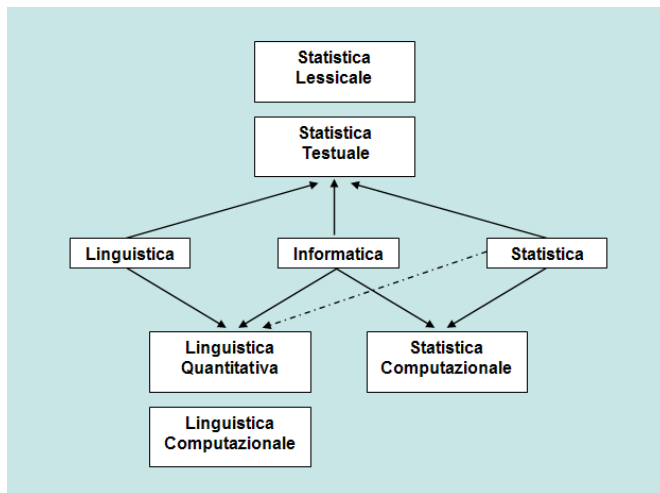 Statistica
Lessicale
Statistica
Testuale
Linguistica
Informatica
Statistica
Linguistica
Quantitativa
Statistica
Computazionale
Linguistica
Computazionale